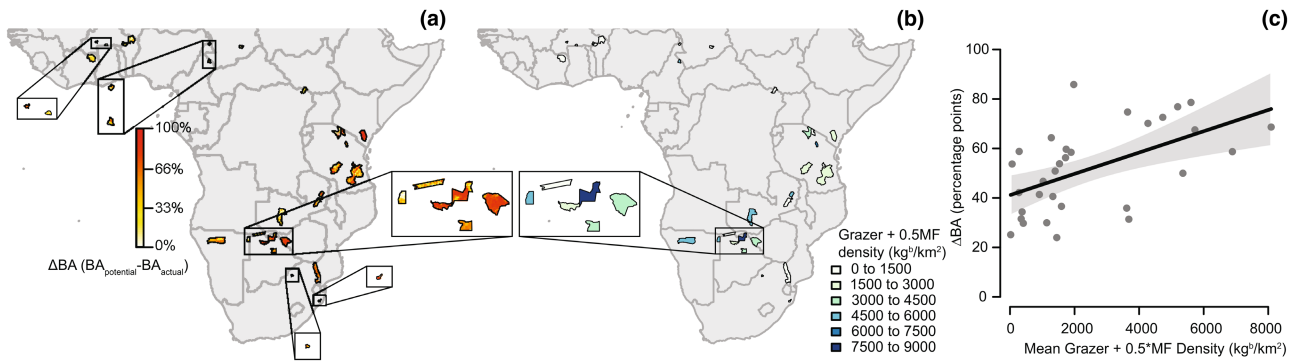 (a)
100%
66%
33%
0%
ΔBA (BApotential-BAactual)
(b)
Grazer + 0.5MF
density (kgᵇ/km²)
0 to 1500
1500 to 3000
3000 to 4500
4500 to 6000
6000 to 7500
7500 to 9000
(c)
ΔBA (percentage points)
100
80
60
40
20
0
0
2000
4000
6000
8000
Mean Grazer + 0.5*MF Density (kgᵇ/km²)